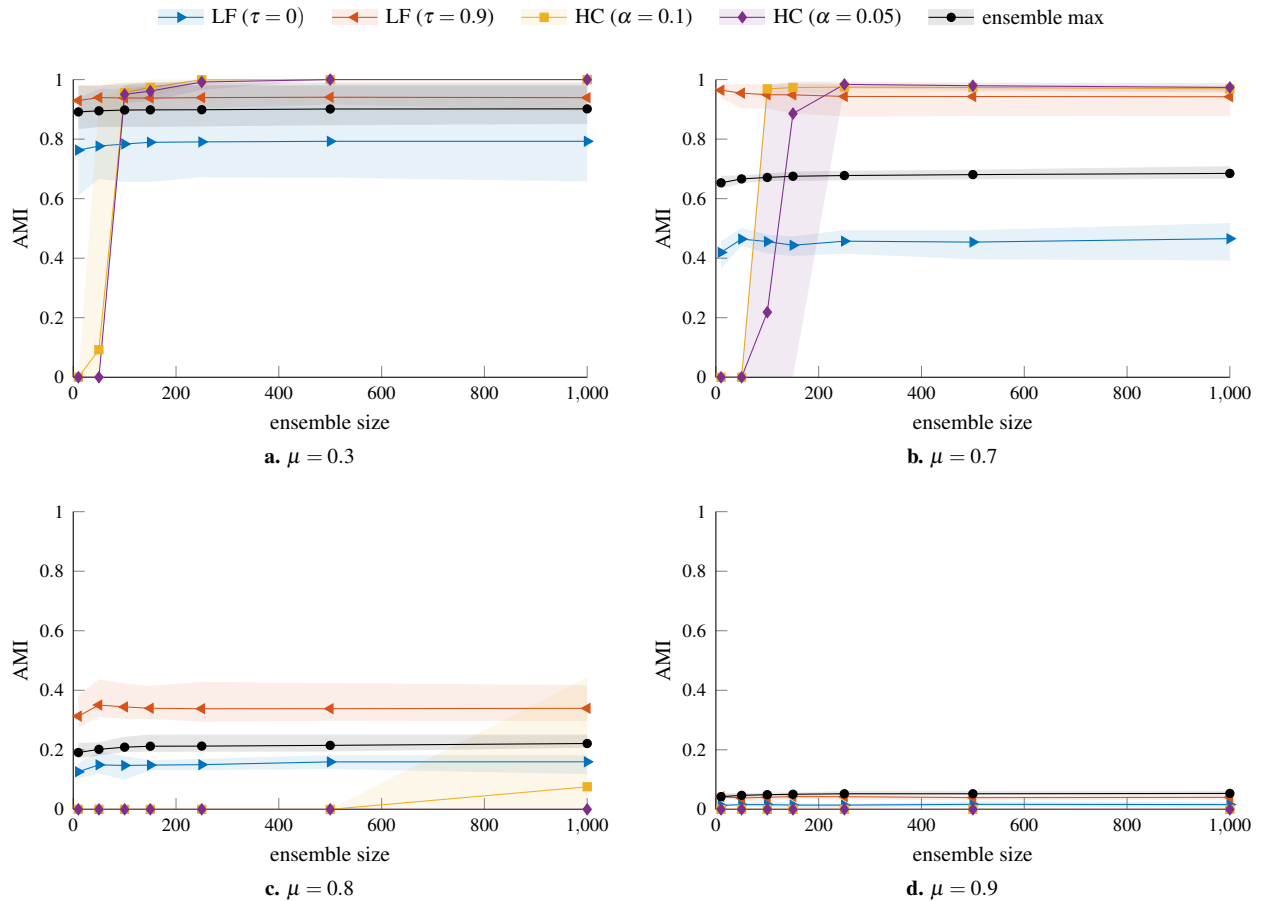 LF (τ = 0) LF (τ = 0.9) HC (α = 0.1) HC (α = 0.05) ensemble max
1
0.8
0.6
0.4
0.2
0
AMI
0 200 400 600 800 1,000
ensemble size
a. μ = 0.3
1
0.8
0.6
0.4
0.2
0
AMI
0 200 400 600 800 1,000
ensemble size
b. μ = 0.7
1
0.8
0.6
0.4
0.2
0
AMI
0 200 400 600 800 1,000
ensemble size
c. μ = 0.8
1
0.8
0.6
0.4
0.2
0
AMI
0 200 400 600 800 1,000
ensemble size
d. μ = 0.9